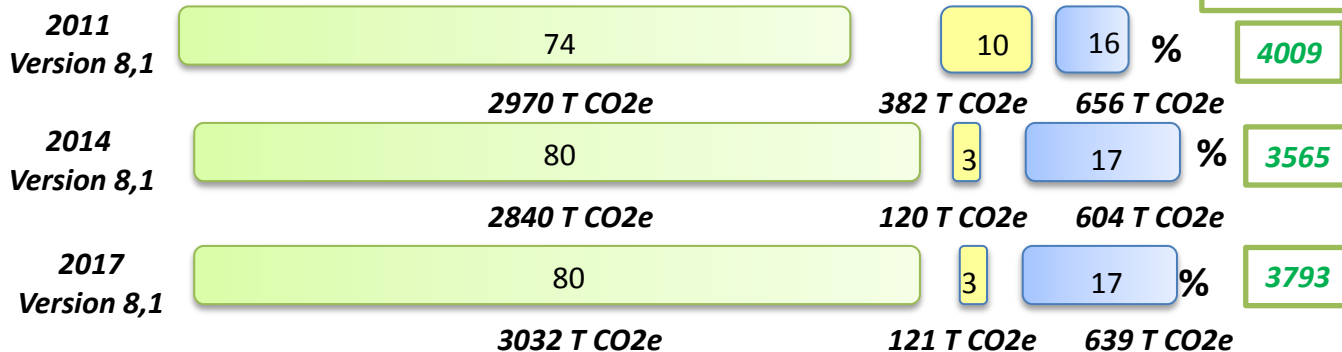 2011
Version 8,1
74 10 16 % 4009
2970 T CO2e 382 T CO2e 656 T CO2e
2014
Version 8,1
80 3 17 % 3565
2840 T CO2e 120 T CO2e 604 T CO2e
2017
Version 8,1
80 3 17 % 3793
3032 T CO2e 121 T CO2e 639 T CO2e